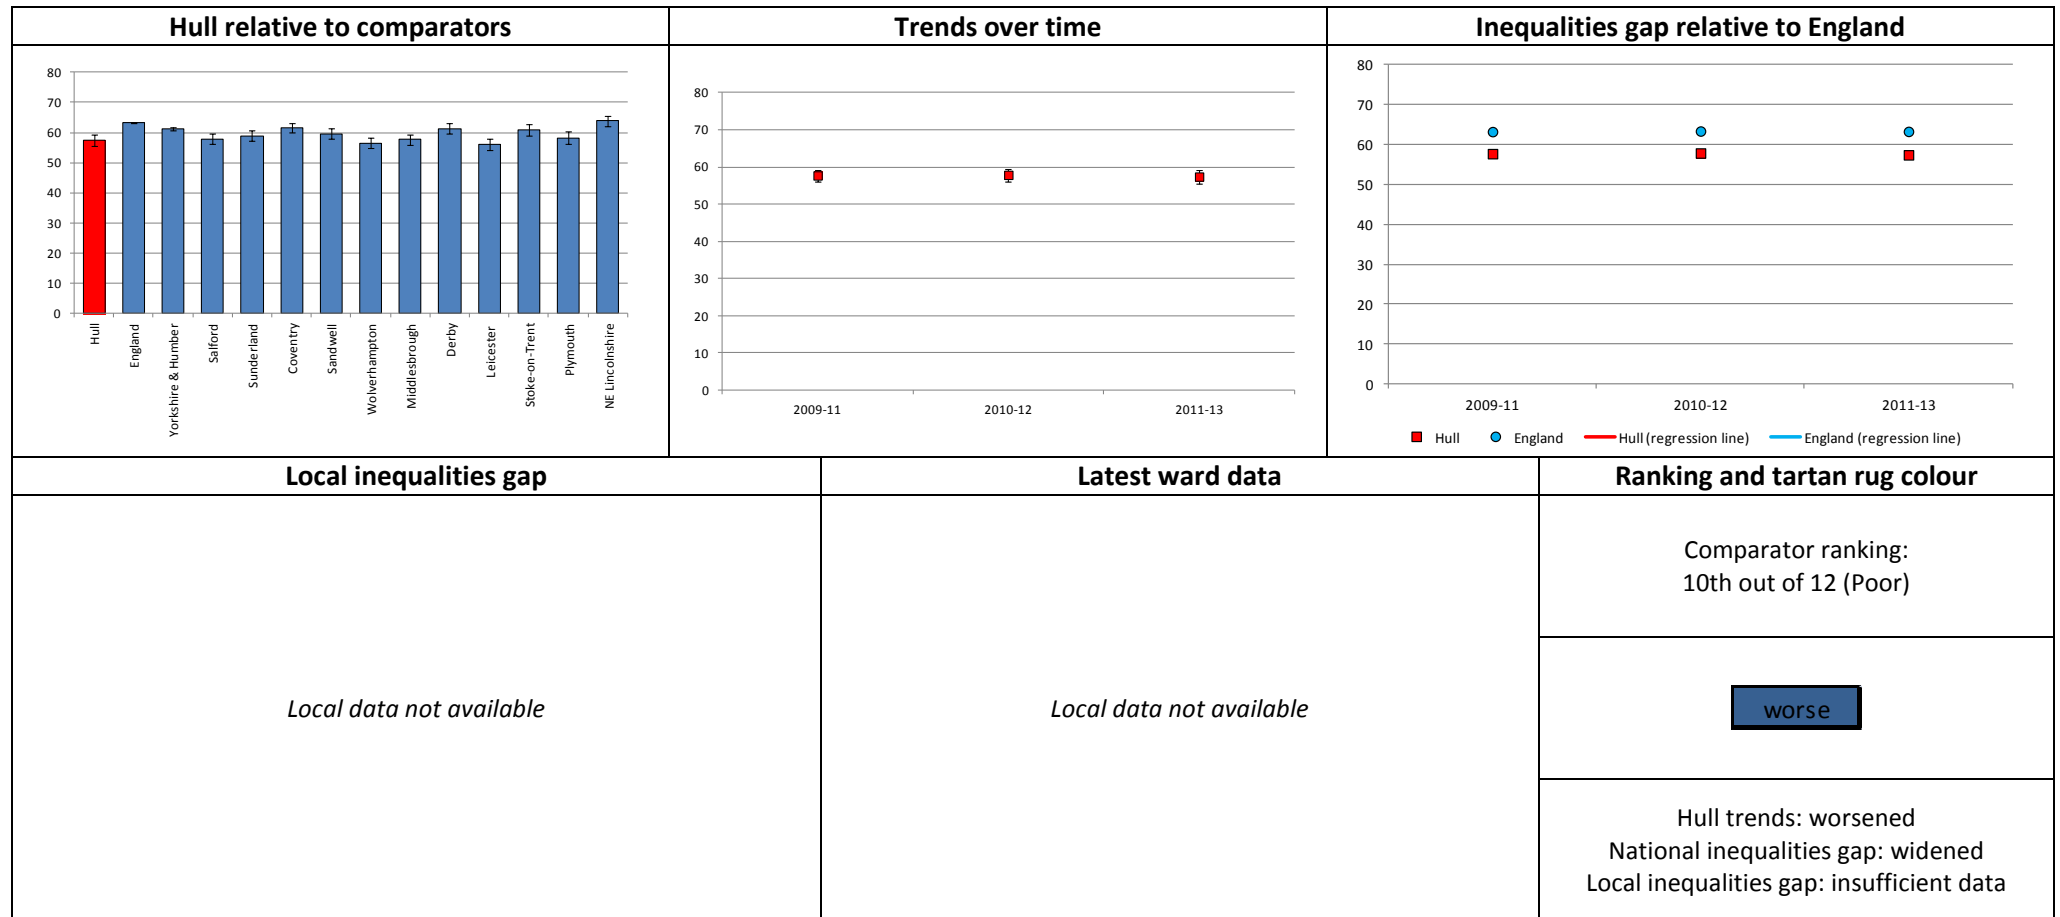 Hull relative to comparators
Trends over time
Inequalities gap relative to England
80
70
60
50
40
30
20
10
0
Hull
England
Yorkshire & Humber
Salford
Sunderland
Coventry
Sandwell
Wolverhampton
Middlesbrough
Derby
Leicester
Stoke-on-Trent
Plymouth
NE Lincolnshire
80
70
60
50
40
30
20
10
0
2009-11
2010-12
2011-13
80
70
60
50
40
30
20
10
0
2009-11
2010-12
2011-13
Hull England Hull (regression line) England (regression line)
Local inequalities gap
Latest ward data
Ranking and tartan rug colour
Local data not available
Local data not available
Comparator ranking:
10th out of 12 (Poor)
worse
Hull trends: worsened
National inequalities gap: widened
Local inequalities gap: insufficient data